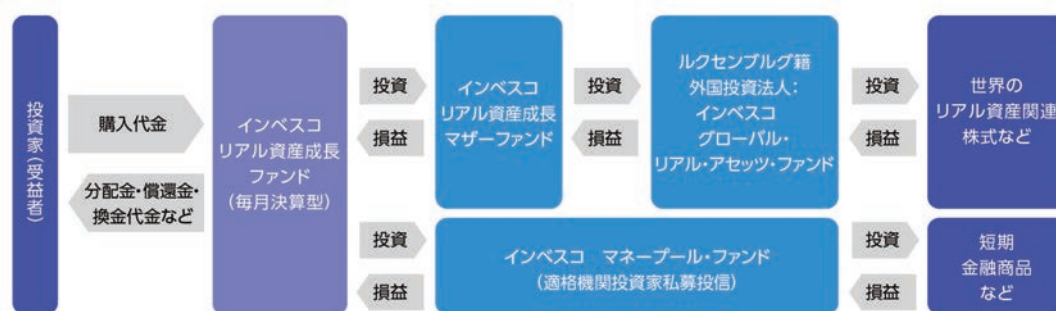 投資家(受益者)
購入代金
分配金・償還金・
換金代金など
インベスコ
リアル資産成長
ファンド
(毎月決算型)
投資
損益
インベスコ
リアル資産成長
マザーファンド
投資
損益
ルクセンブルグ籍
外国投資法人:
インベスコ
グローバル・
リアル・アセッツ・ファンド
投資
損益
世界の
リアル資産関連
株式など
投資
損益
インベスコ マネープール・ファンド
(適格機関投資家私募投信)
投資
損益
短期
金融商品
など